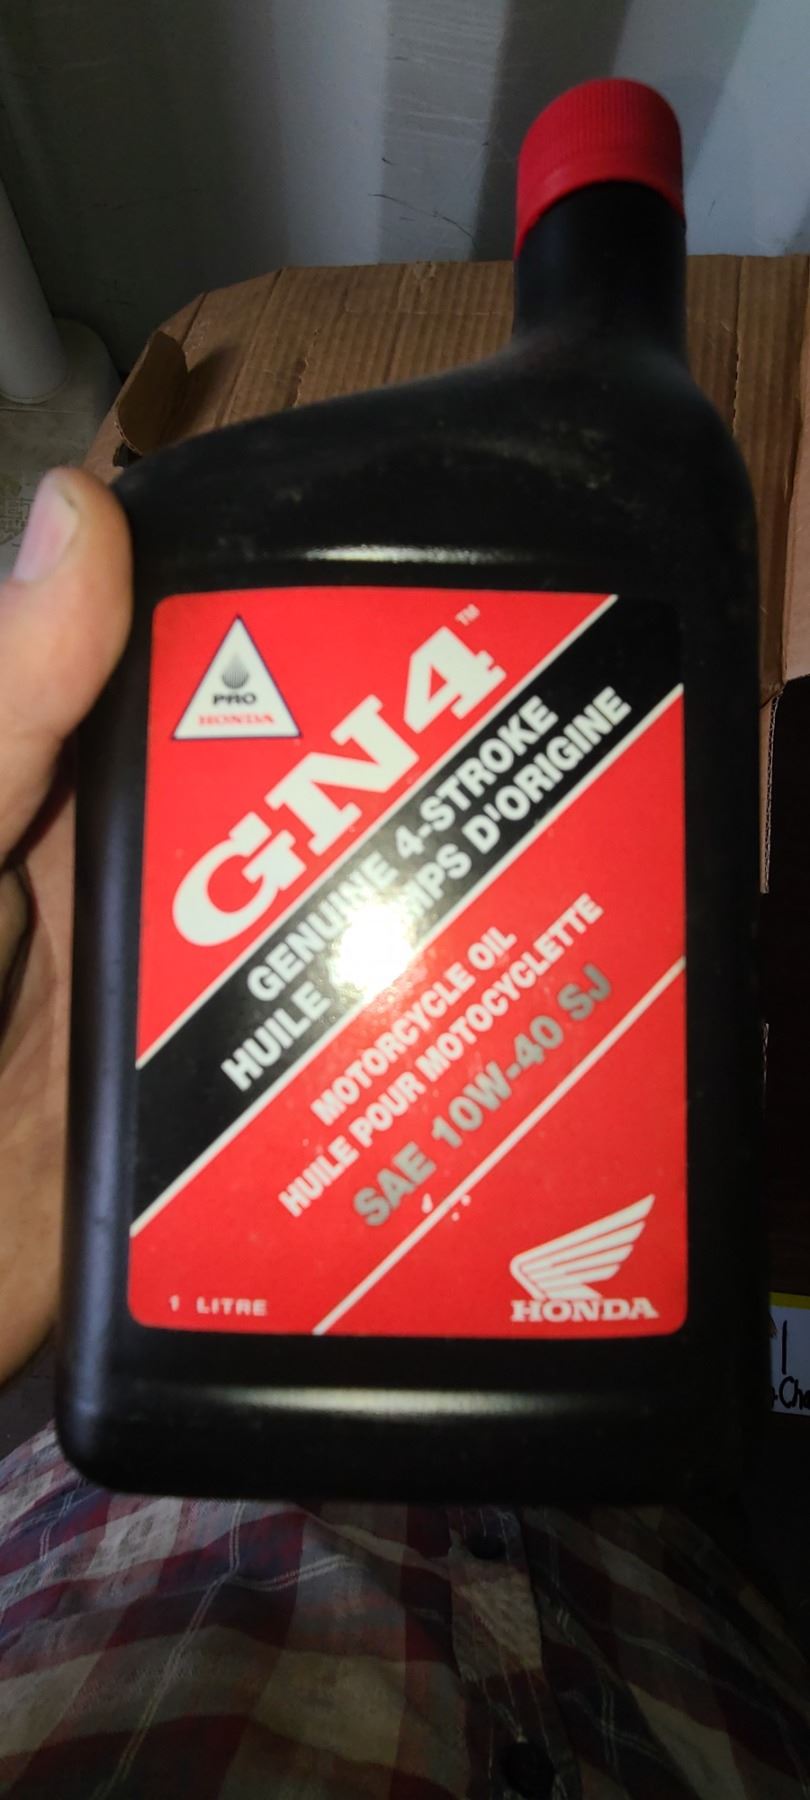 PRO
HONDA
GN4™
GENUINE 4-STROKE
HUILE D'ORIGINE
MOTORCYCLE OIL
HUILE POUR MOTOCYCLETTE
SAE 10W-40 SJ
1 LITRE
HONDA